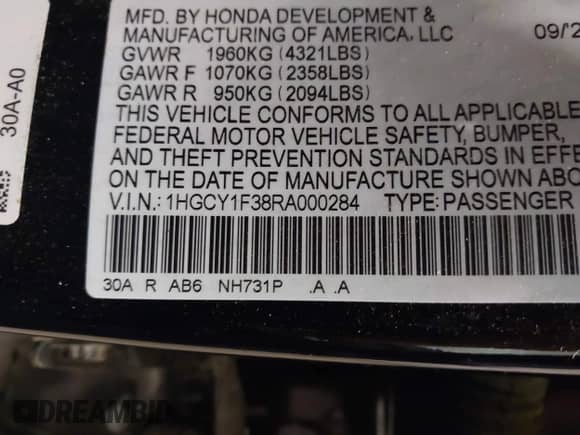 MFD. BY HONDA DEVELOPMENT &
MANUFACTURING OF AMERICA, LLC 09/2
GVWR 1960KG (4321LBS)
GAWR F 1070KG (2358LBS)
GAWR R 950KG (2094LBS)
THIS VEHICLE CONFORMS TO ALL APPLICABLE
FEDERAL MOTOR VEHICLE SAFETY, BUMPER,
AND THEFT PREVENTION STANDARDS IN EFFE
ON THE DATE OF MANUFACTURE SHOWN ABO
V.I.N.: 1HGCY1F38RA000284 TYPE: PASSENGER
30A R AB6 NH731P .A .A
30A-A0
DREAMBID